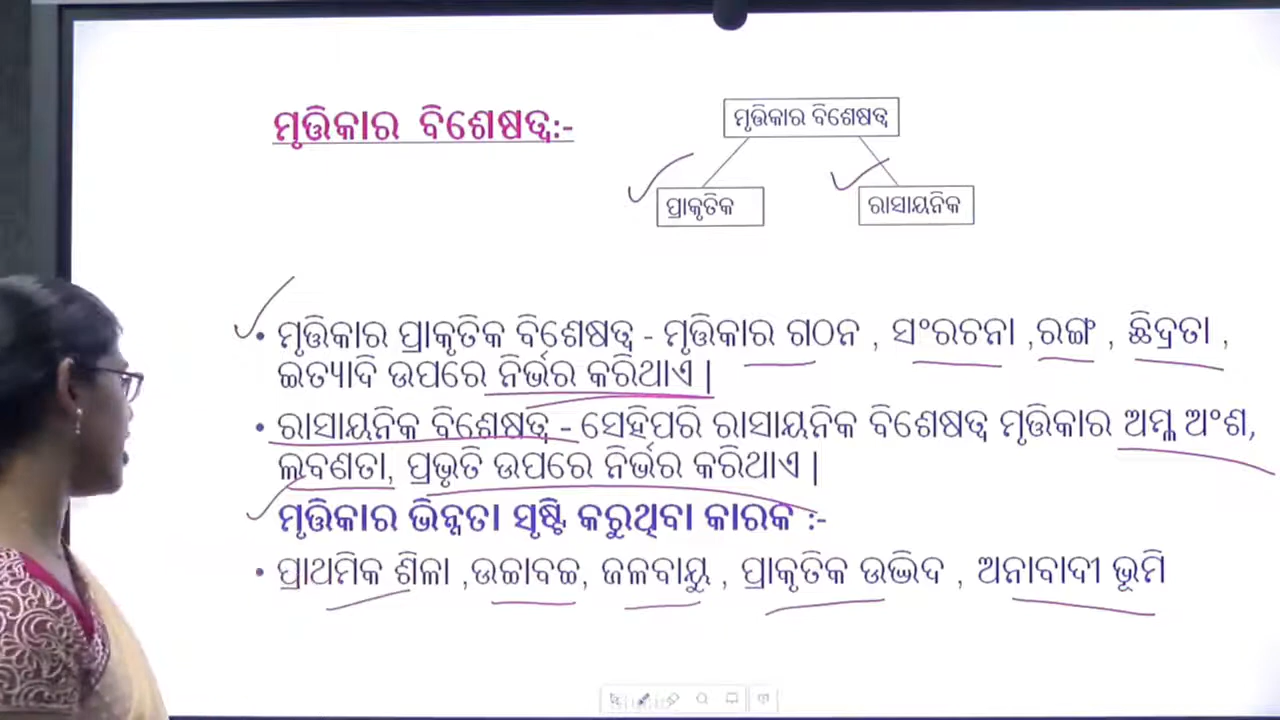 ମୃତ୍ତିକାର ବିଶେଷତ୍ୱ:-
ମୃତ୍ତିକାର ବିଶେଷତ୍ୱ
ପ୍ରାକୃତିକ
ରାସାୟନିକ
• ମୃତ୍ତିକାର ପ୍ରାକୃତିକ ବିଶେଷତ୍ୱ - ମୃତ୍ତିକାର ଗଠନ , ସଂରଚନା ,ରଙ୍ଗ , ଛିଦ୍ରତା ,
ଇତ୍ୟାଦି ଉପରେ ନିର୍ଭର କରିଥାଏ |
• ରାସାୟନିକ ବିଶେଷତ୍ୱ - ସେହିପରି ରାସାୟନିକ ବିଶେଷତ୍ୱ ମୃତ୍ତିକାର ଅମ୍ଳ ଅଂଶ,
ଲବଣତା, ପ୍ରଭୃତି ଉପରେ ନିର୍ଭର କରିଥାଏ |
ମୃତ୍ତିକାର ଭିନ୍ନତା ସୃଷ୍ଟି କରୁଥିବା କାରକ :-
• ପ୍ରାଥମିକ ଶିଳା ,ଉଚ୍ଚାବଚ୍ଚ, ଜଳବାୟୁ , ପ୍ରାକୃତିକ ଉଦ୍ଭିଦ , ଅନାବାଦୀ ଭୂମି